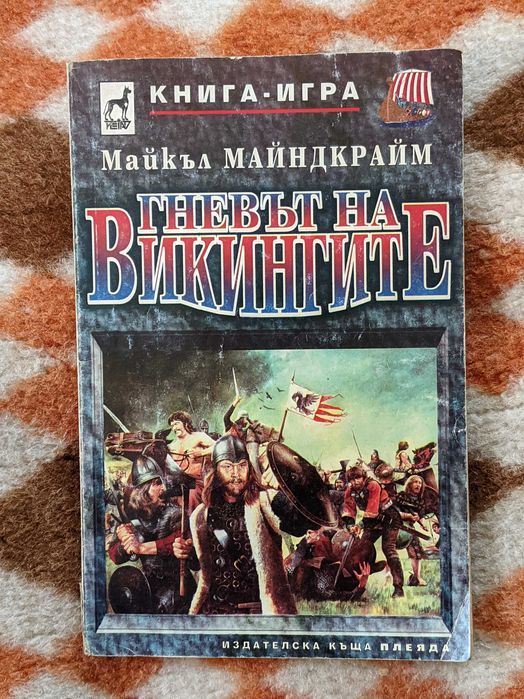 КНИГА-ИГРА
Майкъл МАЙНДКРАЙМ
ГНЕВЪТ НА
ВИКИНГИТЕ
ИЗДАТЕЛСКА КЪЩА ПЛЕЯДА